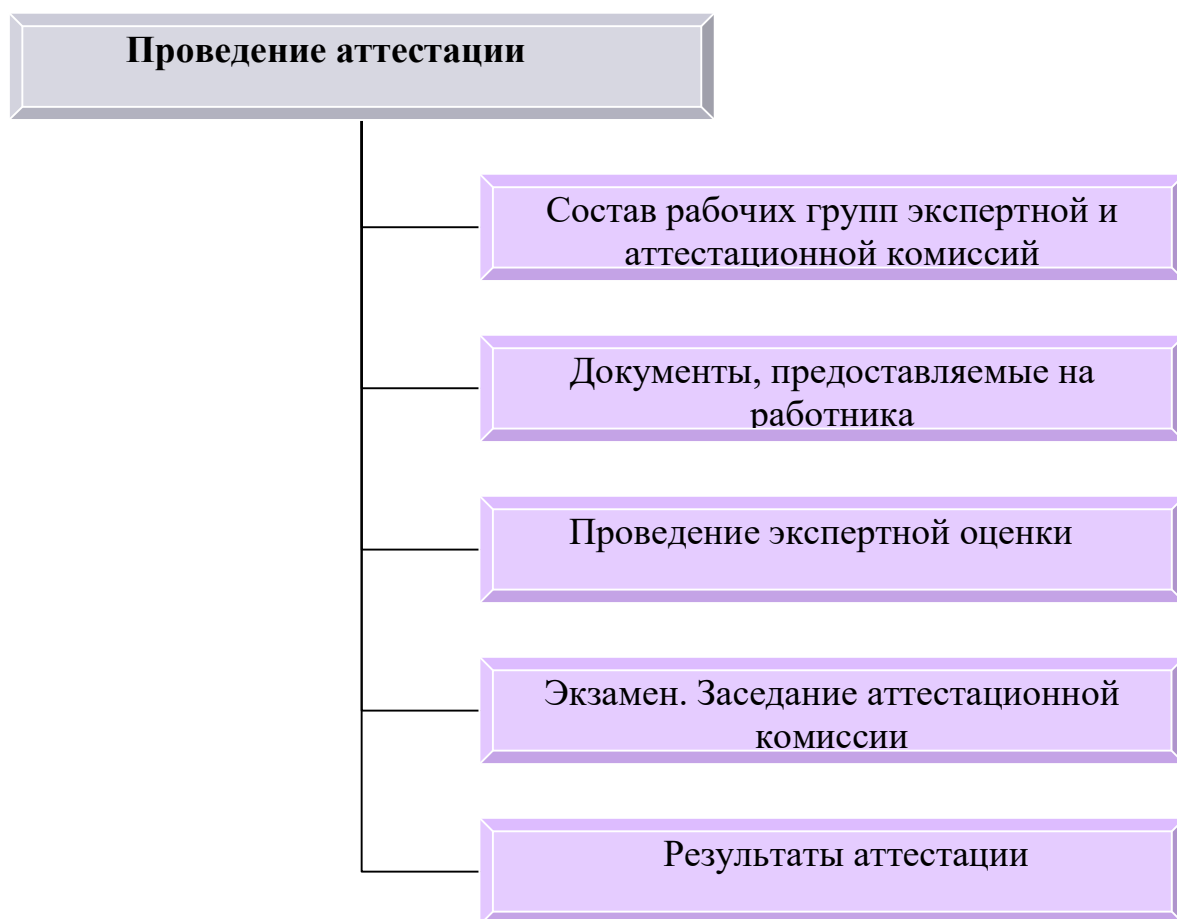 Проведение аттестации
Состав рабочих групп экспертной и
аттестационной комиссий
Документы, предоставляемые на
работника
Проведение экспертной оценки
Экзамен. Заседание аттестационной
комиссии
Результаты аттестации